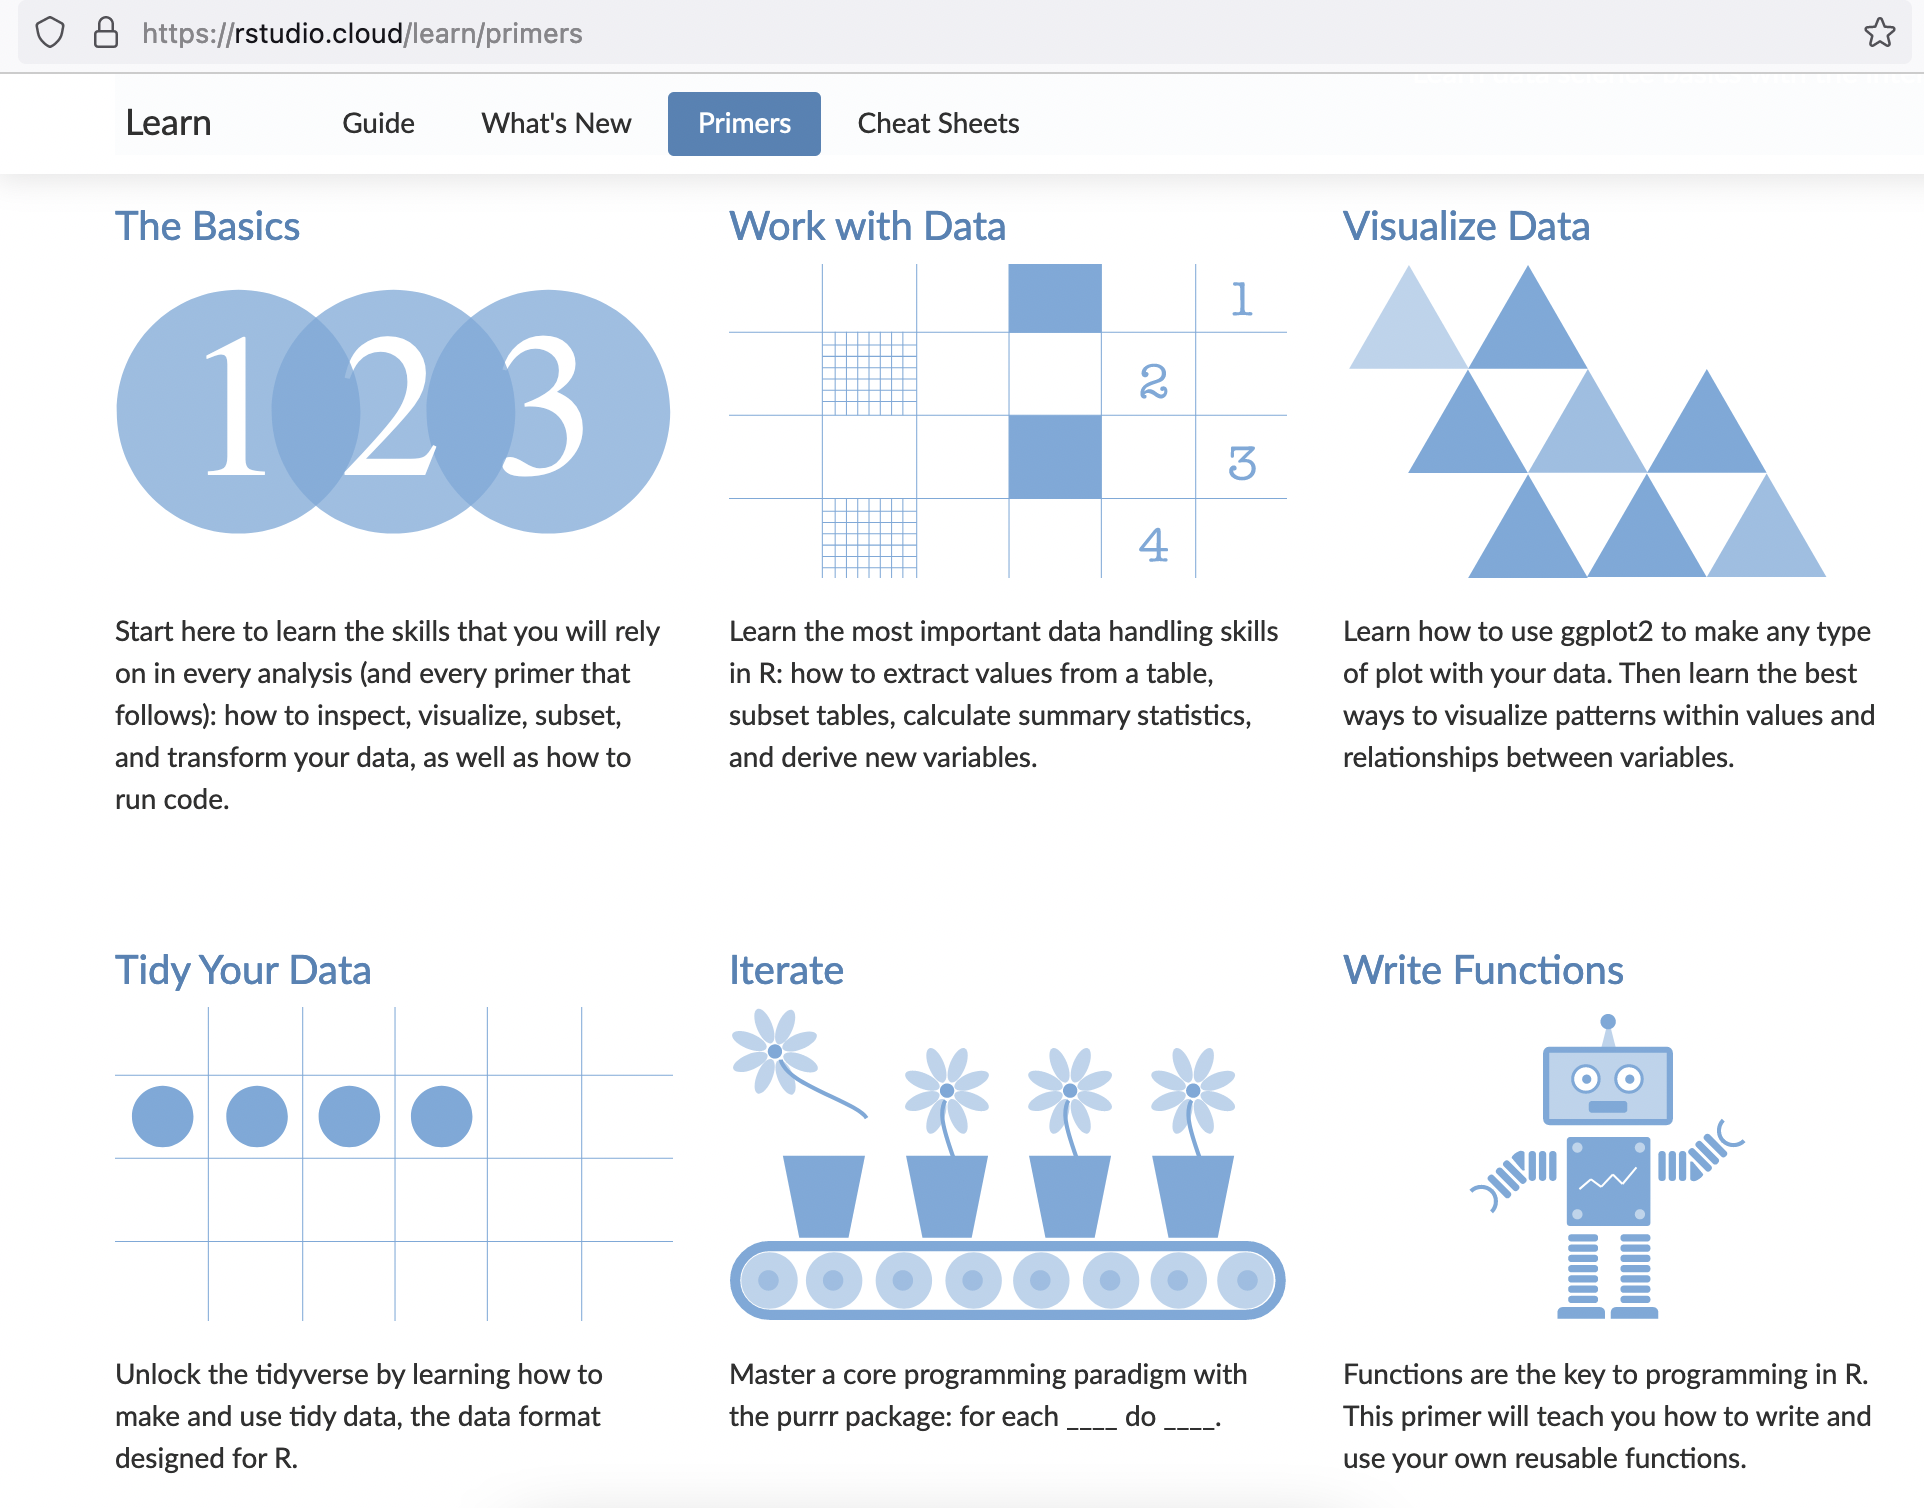 https://rstudio.cloud/learn/primers
Learn
Guide
What's New
Primers
Cheat Sheets
The Basics
1 2 3
Start here to learn the skills that you will rely
on in every analysis (and every primer that
follows): how to inspect, visualize, subset,
and transform your data, as well as how to
run code.
Work with Data
1
2
3
4
Learn the most important data handling skills
in R: how to extract values from a table,
subset tables, calculate summary statistics,
and derive new variables.
Visualize Data
Learn how to use ggplot2 to make any type
of plot with your data. Then learn the best
ways to visualize patterns within values and
relationships between variables.
Tidy Your Data
Unlock the tidyverse by learning how to
make and use tidy data, the data format
designed for R.
Iterate
Master a core programming paradigm with
the purrr package: for each ____ do ____.
Write Functions
Functions are the key to programming in R.
This primer will teach you how to write and
use your own reusable functions.